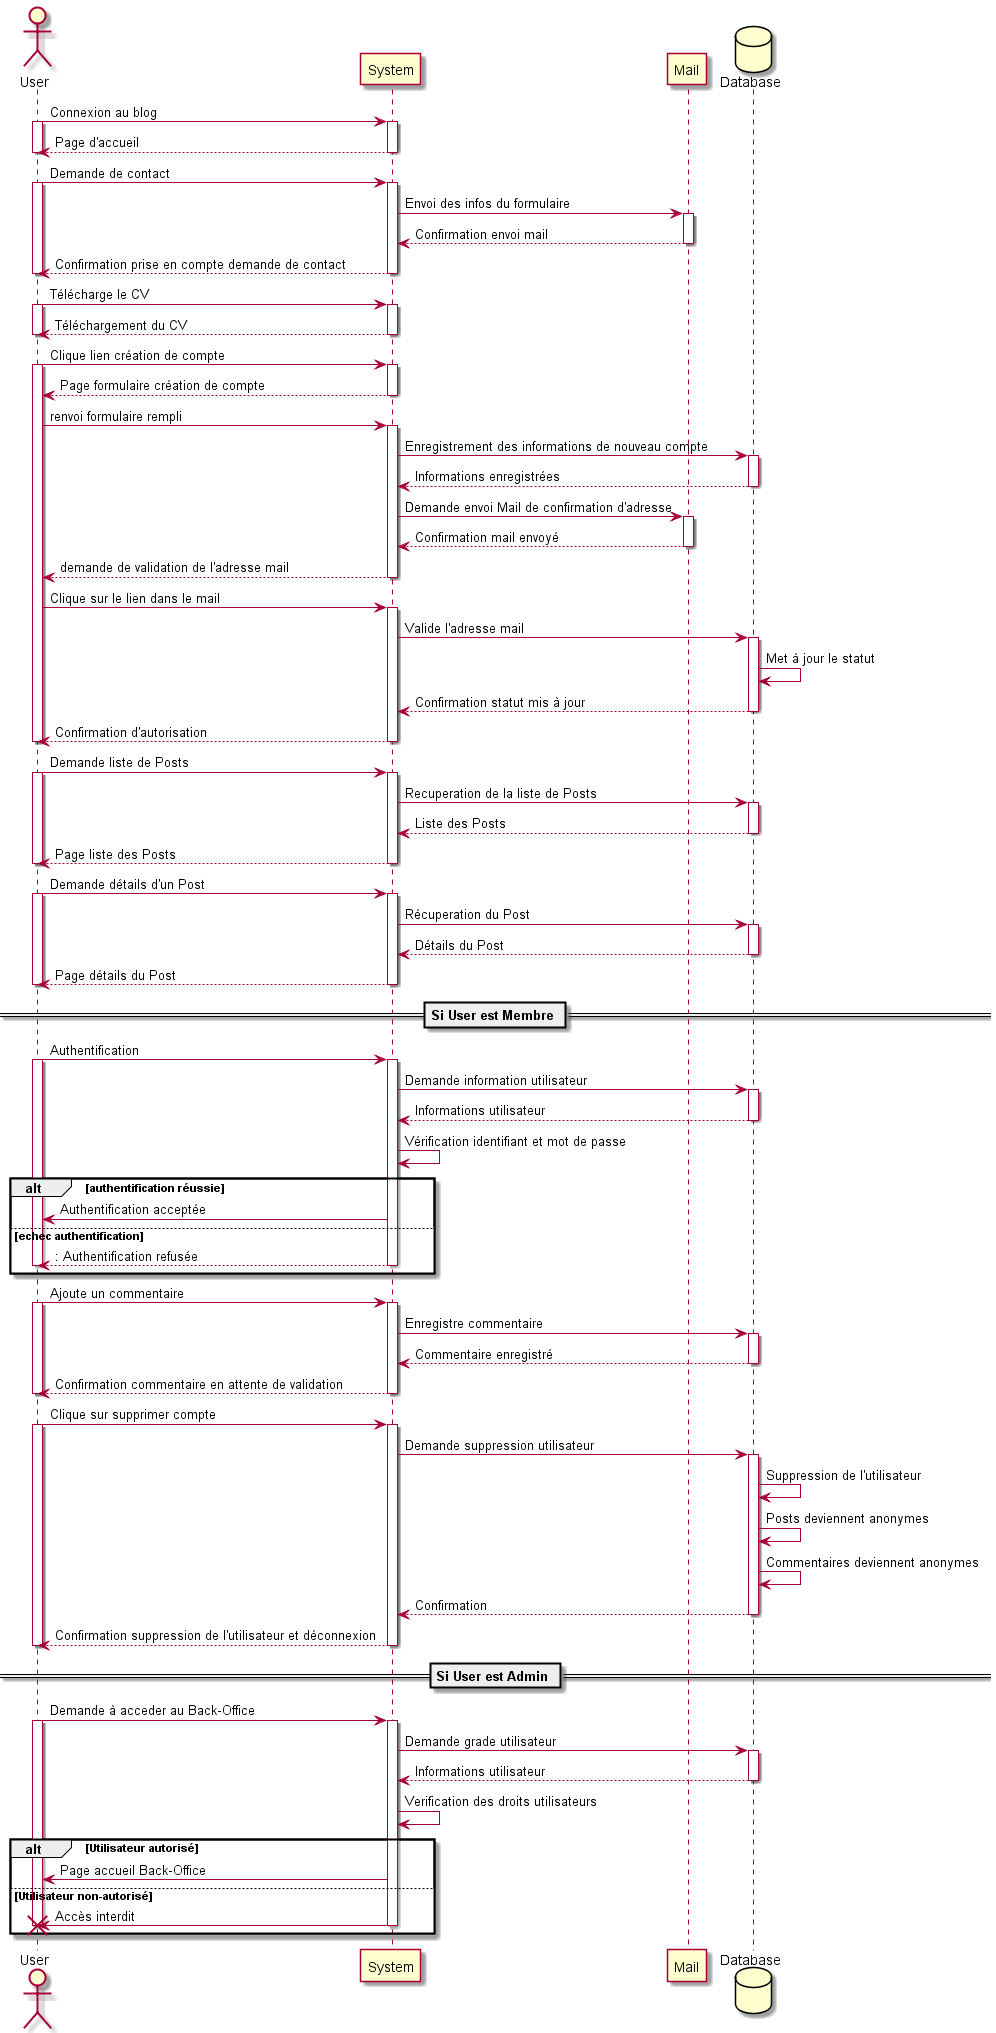 User
System
Mail
Database
Connexion au blog
Page d'accueil
Demande de contact
Envoi des infos du formulaire
Confirmation envoi mail
Confirmation prise en compte demande de contact
Télécharge le CV
Téléchargement du CV
Clique lien création de compte
Page formulaire création de compte
renvoi formulaire rempli
Enregistrement des informations de nouveau compte
Informations enregistrées
Demande envoi Mail de confirmation d'adresse
Confirmation mail envoyé
demande de validation de l'adresse mail
Clique sur le lien dans le mail
Valide l'adresse mail
Met à jour le statut
Confirmation statut mis à jour
Confirmation d'autorisation
Demande liste de Posts
Recuperation de la liste de Posts
Liste des Posts
Page liste des Posts
Demande détails d'un Post
Récuperation du Post
Détails du Post
Page détails du Post
Si User est Membre
Authentification
Demande information utilisateur
Informations utilisateur
Vérification identifiant et mot de passe
alt [authentification réussie]
Authentification acceptée
[echec authentification]
: Authentification refusée
Ajoute un commentaire
Enregistre commentaire
Commentaire enregistré
Confirmation commentaire en attente de validation
Clique sur supprimer compte
Demande suppression utilisateur
Suppression de l'utilisateur
Posts deviennent anonymes
Commentaires deviennent anonymes
Confirmation
Confirmation suppression de l'utilisateur et déconnexion
Si User est Admin
Demande à acceder au Back-Office
Demande grade utilisateur
Informations utilisateur
Verification des droits utilisateurs
alt [Utilisateur autorisé]
Page accueil Back-Office
[Utilisateur non-autorisé]
Accès interdit
User
System
Mail
Database